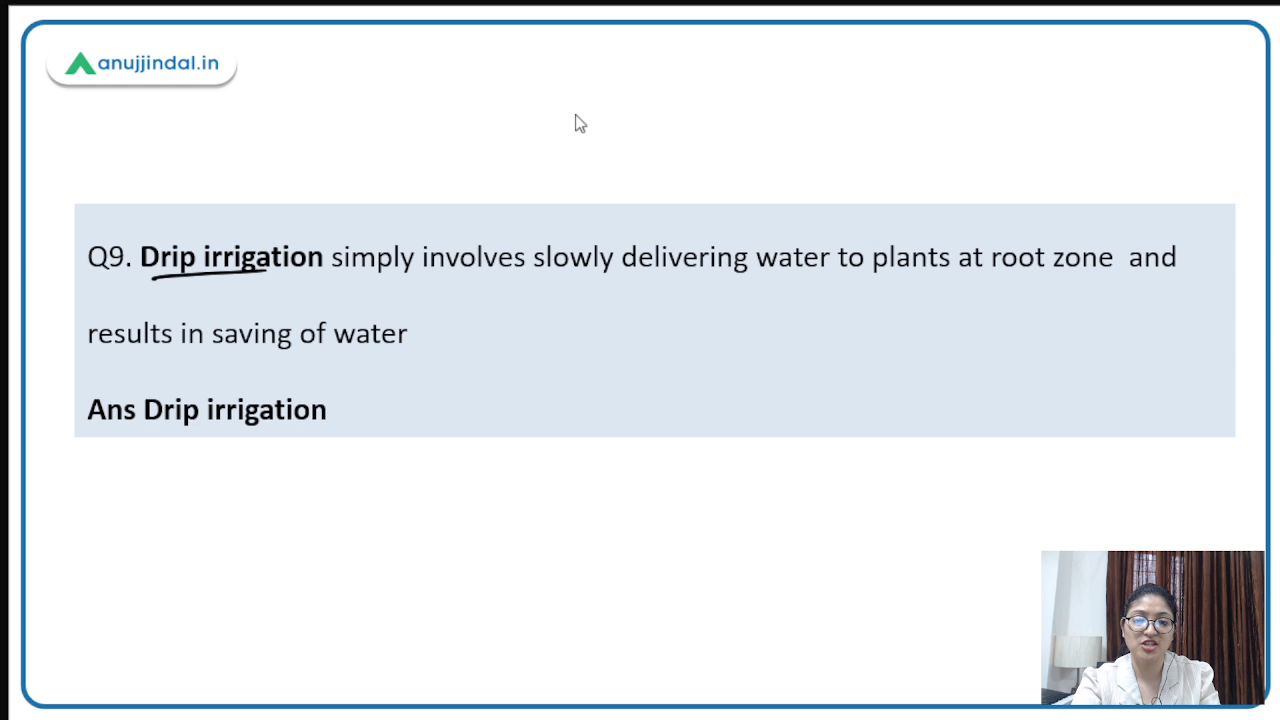 anujjindal.in
Q9. Drip irrigation simply involves slowly delivering water to plants at root zone and
results in saving of water
Ans Drip irrigation